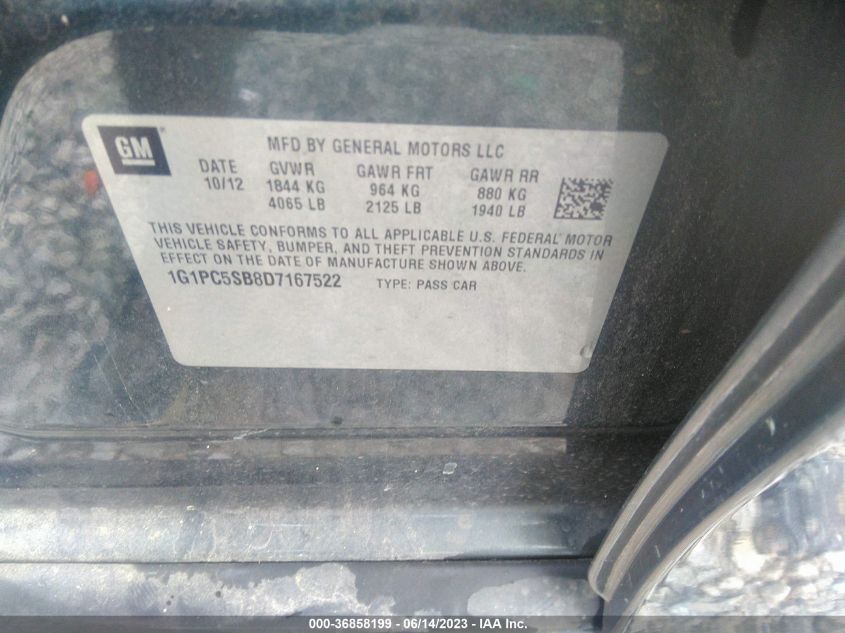 GM
MFD BY GENERAL MOTORS LLC
DATE GVWR GAWR FRT GAWR RR
10/12 1844 KG 964 KG 880 KG
4065 LB 2125 LB 1940 LB
THIS VEHICLE CONFORMS TO ALL APPLICABLE U.S. FEDERAL MOTOR
VEHICLE SAFETY, BUMPER, AND THEFT PREVENTION STANDARDS IN
EFFECT ON THE DATE OF MANUFACTURE SHOWN ABOVE.
1G1PC5SB8D7167522 TYPE: PASS CAR
000-36858199 - 06/14/2023 - IAA Inc.